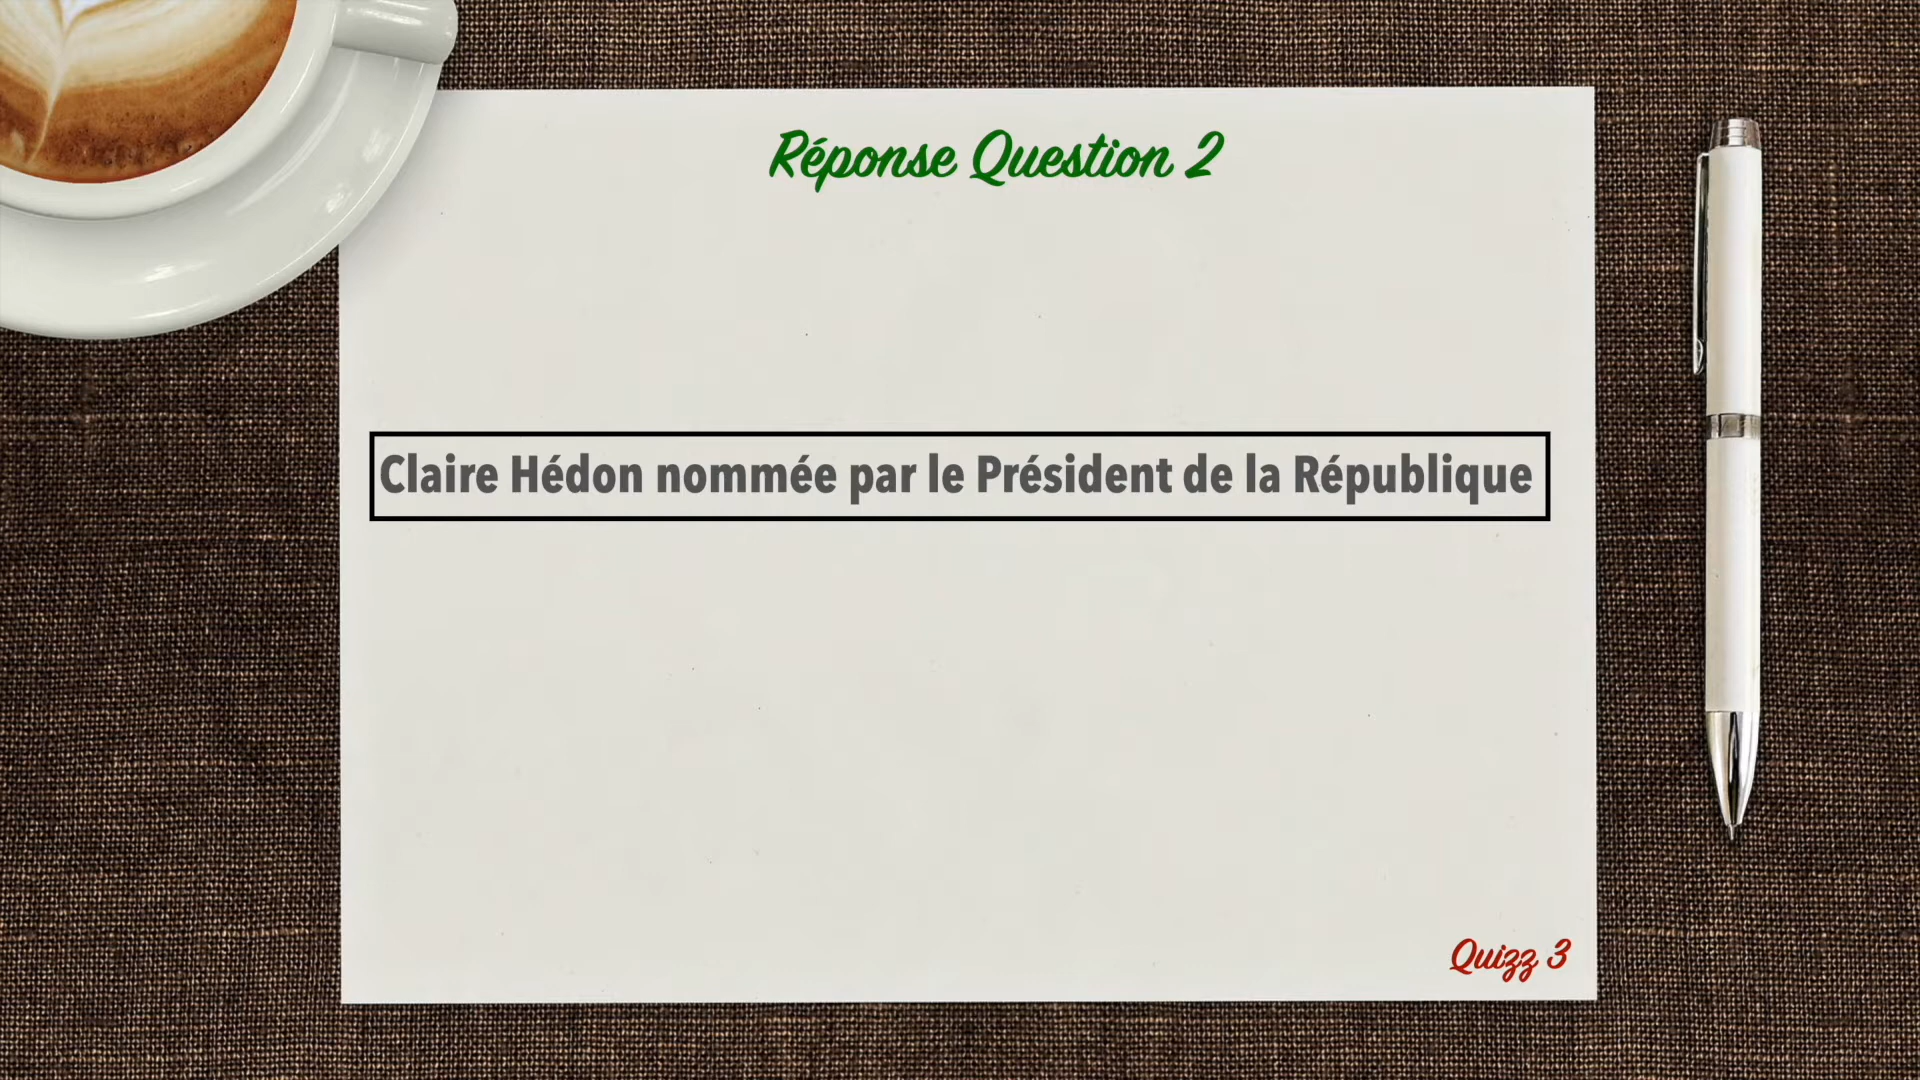 Réponse Question 2
Claire Hédon nommée par le Président de la République
Quizz 3